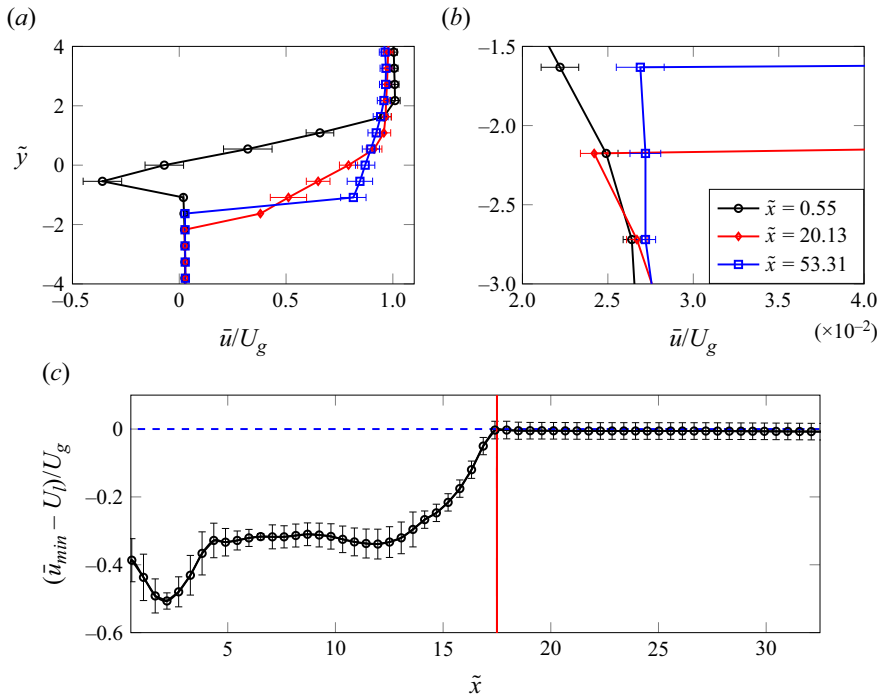 (a)
(b)
4
2
0
−2
−4
ỹ
−0.5
0
0.5
1.0
ū/U_g
−1.5
−2.0
−2.5
−3.0
x̃ = 0.55
x̃ = 20.13
x̃ = 53.31
2.0
2.5
3.0
3.5
4.0
(×10⁻²)
ū/U_g
(c)
0
−0.2
−0.4
−0.6
(ū_min − U_l)/U_g
5
10
15
20
25
30
x̃